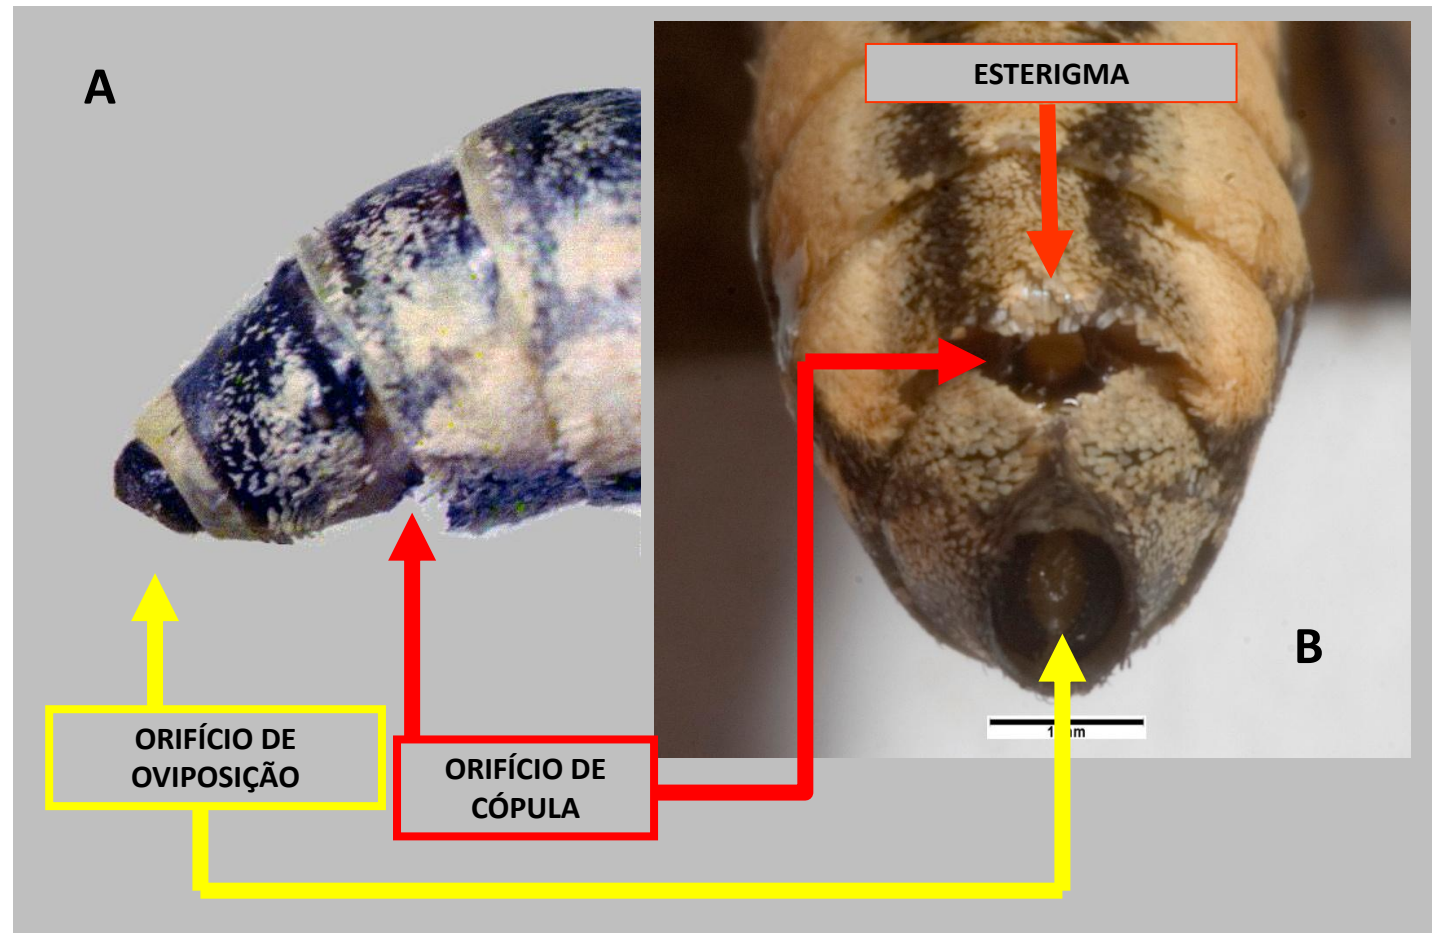 A
ESTERIGMA
B
ORIFÍCIO DE
OVIPOSIÇÃO
ORIFÍCIO DE
CÓPULA